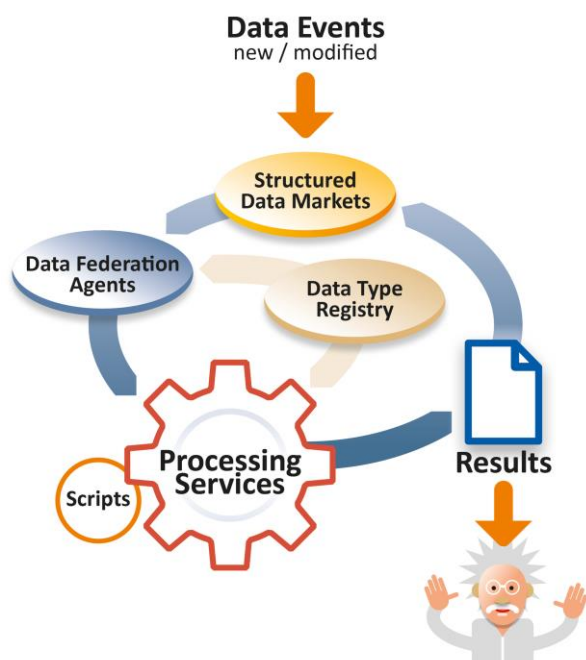 Data Events
new / modified
Structured
Data Markets
Data Federation
Agents
Data Type
Registry
Processing
Services
Scripts
Results